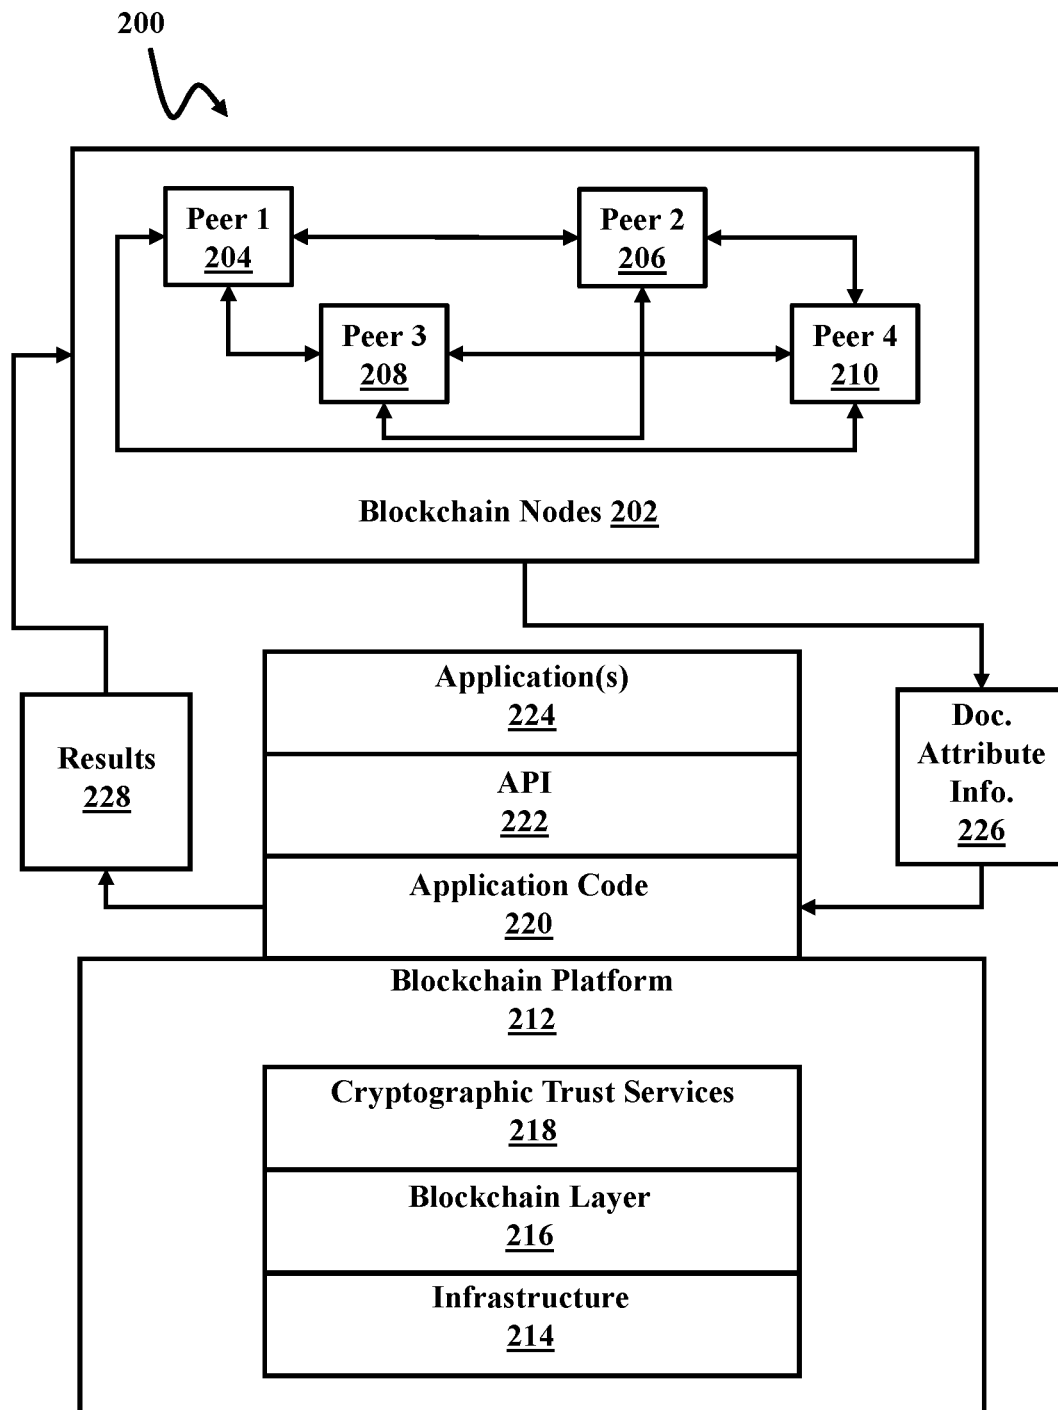 200
Peer 1
204
Peer 2
206
Peer 3
208
Peer 4
210
Blockchain Nodes 202
Application(s)
224
API
222
Application Code
220
Results
228
Doc.
Attribute
Info.
226
Blockchain Platform
212
Cryptographic Trust Services
218
Blockchain Layer
216
Infrastructure
214